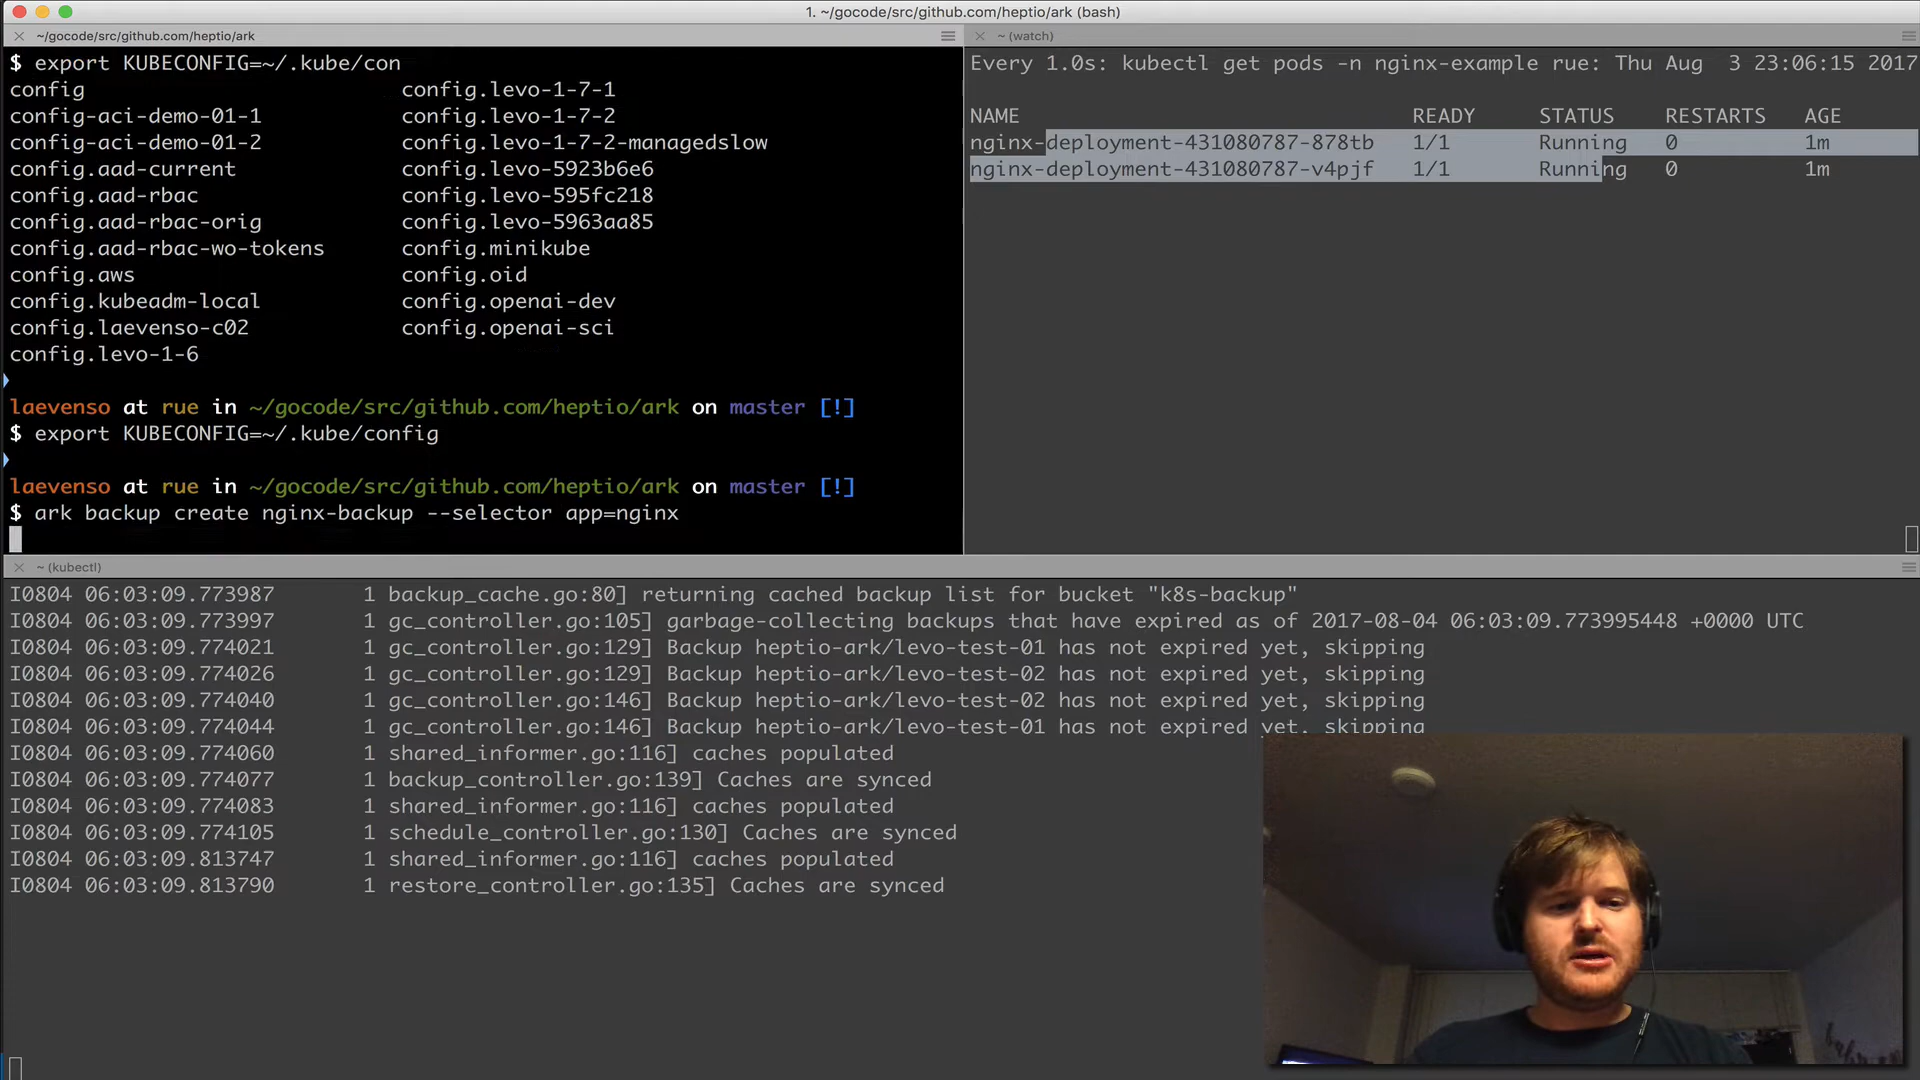 1. ~/gocode/src/github.com/heptio/ark (bash)
~/gocode/src/github.com/heptio/ark
$ export KUBECONFIG=~/.kube/con
config config.levo-1-7-1
config-aci-demo-01-1 config.levo-1-7-2
config-aci-demo-01-2 config.levo-1-7-2-managedslow
config.aad-current config.levo-5923b6e6
config.aad-rbac config.levo-595fc218
config.aad-rbac-orig config.levo-5963aa85
config.aad-rbac-wo-tokens config.minikube
config.aws config.oid
config.kubeadm-local config.openai-dev
config.laevenso-c02 config.openai-sci
config.levo-1-6
laevenso at rue in ~/gocode/src/github.com/heptio/ark on master [!]
$ export KUBECONFIG=~/.kube/config
laevenso at rue in ~/gocode/src/github.com/heptio/ark on master [!]
$ ark backup create nginx-backup --selector app=nginx
~ (watch)
Every 1.0s: kubectl get pods -n nginx-example rue: Thu Aug  3 23:06:15 2017
NAME READY STATUS RESTARTS AGE
nginx-deployment-431080787-878tb 1/1 Running 0 1m
nginx-deployment-431080787-v4pjf 1/1 Running 0 1m
~ (kubectl)
I0804 06:03:09.773987 1 backup_cache.go:80] returning cached backup list for bucket "k8s-backup"
I0804 06:03:09.773997 1 gc_controller.go:105] garbage-collecting backups that have expired as of 2017-08-04 06:03:09.773995448 +0000 UTC
I0804 06:03:09.774021 1 gc_controller.go:129] Backup heptio-ark/levo-test-01 has not expired yet, skipping
I0804 06:03:09.774026 1 gc_controller.go:129] Backup heptio-ark/levo-test-02 has not expired yet, skipping
I0804 06:03:09.774040 1 gc_controller.go:146] Backup heptio-ark/levo-test-02 has not expired yet, skipping
I0804 06:03:09.774044 1 gc_controller.go:146] Backup heptio-ark/levo-test-01 has not expired yet, skipping
I0804 06:03:09.774060 1 shared_informer.go:116] caches populated
I0804 06:03:09.774077 1 backup_controller.go:139] Caches are synced
I0804 06:03:09.774083 1 shared_informer.go:116] caches populated
I0804 06:03:09.774105 1 schedule_controller.go:130] Caches are synced
I0804 06:03:09.813747 1 shared_informer.go:116] caches populated
I0804 06:03:09.813790 1 restore_controller.go:135] Caches are synced